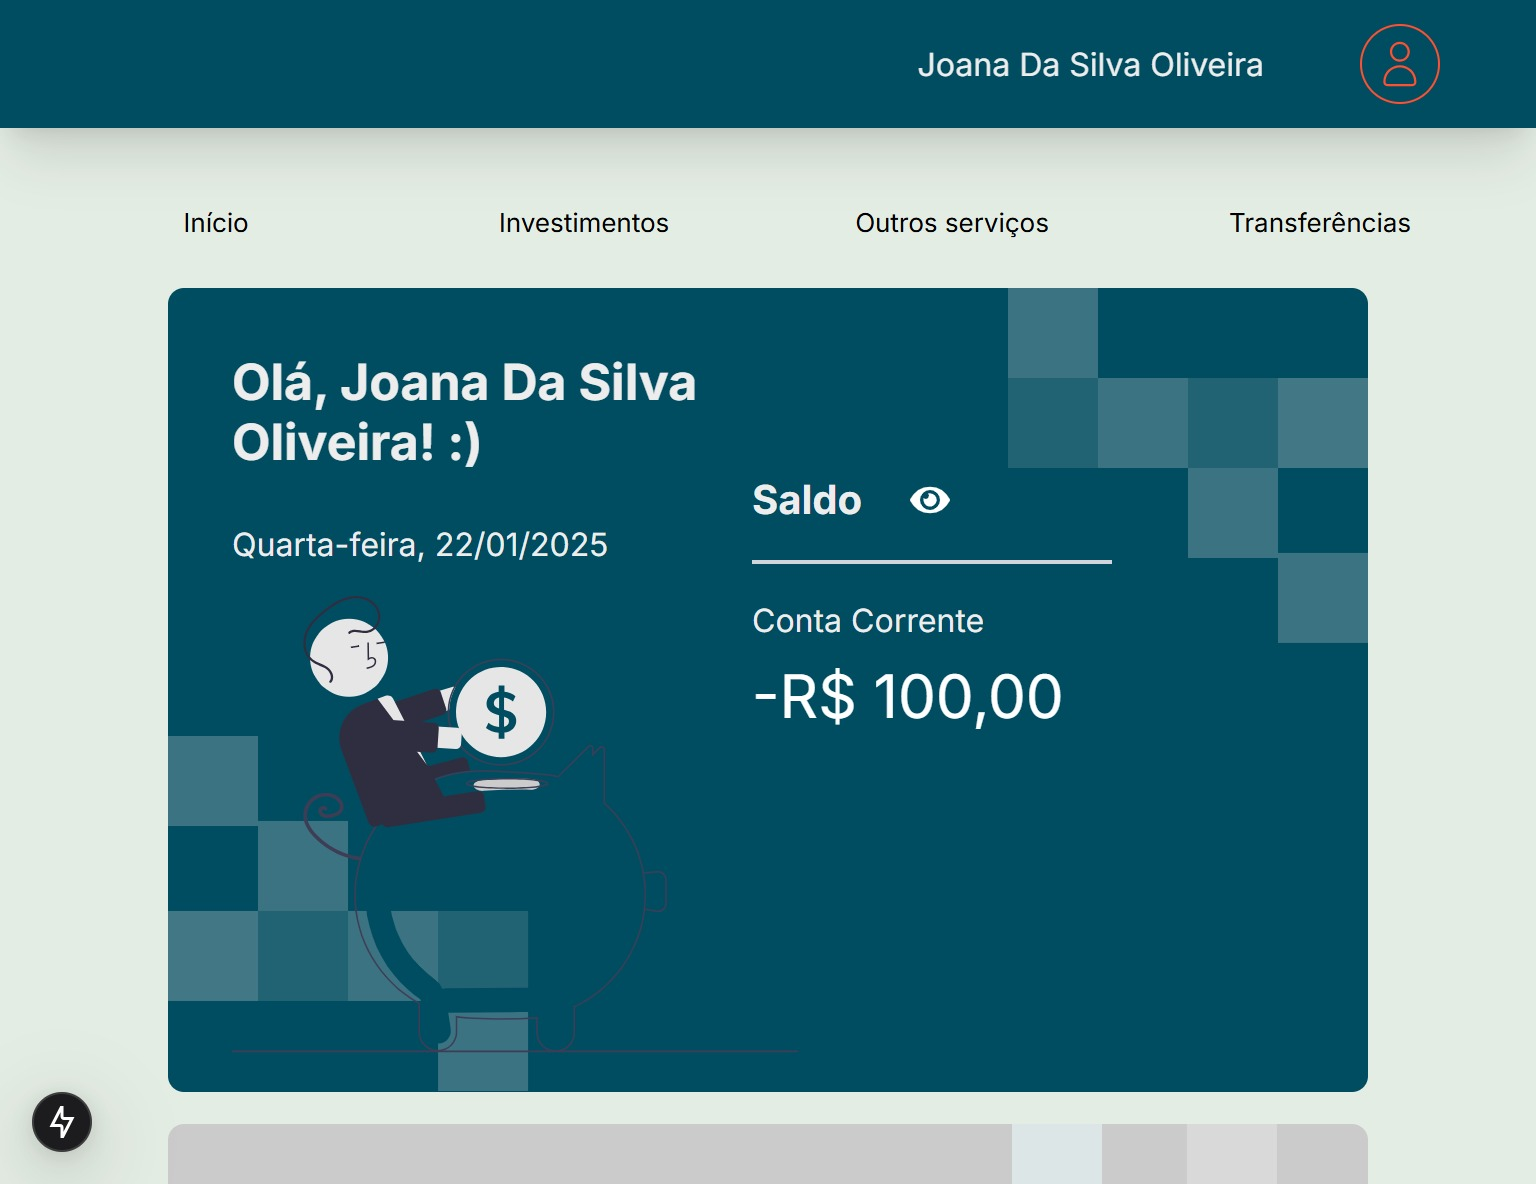 Joana Da Silva Oliveira
Início
Investimentos
Outros serviços
Transferências
Olá, Joana Da Silva
Oliveira! :)
Quarta-feira, 22/01/2025
Saldo
Conta Corrente
-R$ 100,00
$